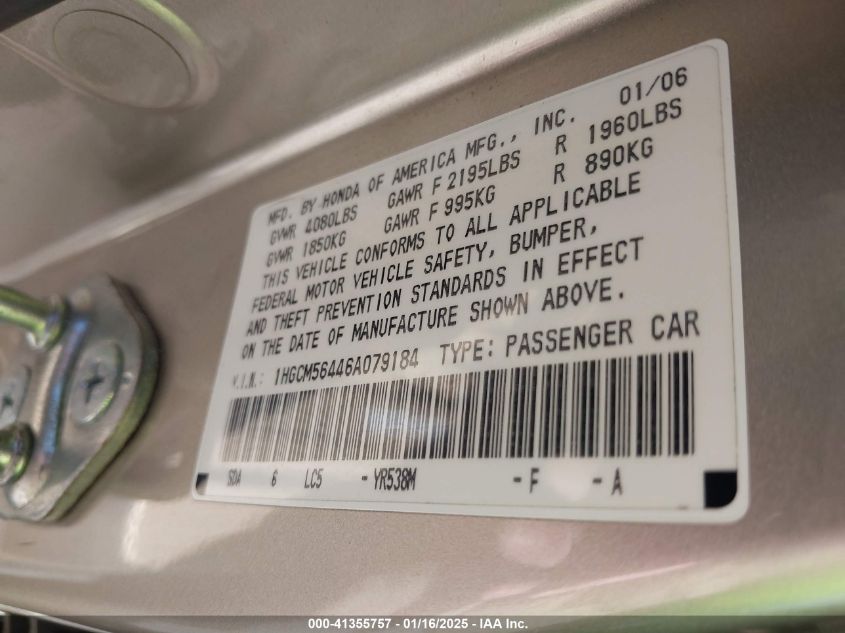 01/06
MFD. BY HONDA OF AMERICA MFG., INC.
GVWR 4080LBS GAWR F 2195LBS R 1960LBS
GVWR 1850KG GAWR F 995KG R 890KG
THIS VEHICLE CONFORMS TO ALL APPLICABLE
FEDERAL MOTOR VEHICLE SAFETY, BUMPER,
AND THEFT PREVENTION STANDARDS IN EFFECT
ON THE DATE OF MANUFACTURE SHOWN ABOVE.
V.I.N.: 1HGCM56446A079184 TYPE: PASSENGER CAR
SDA 6 LC5 - YR538M - F - A
000-41355757 - 01/16/2025 - IAA Inc.